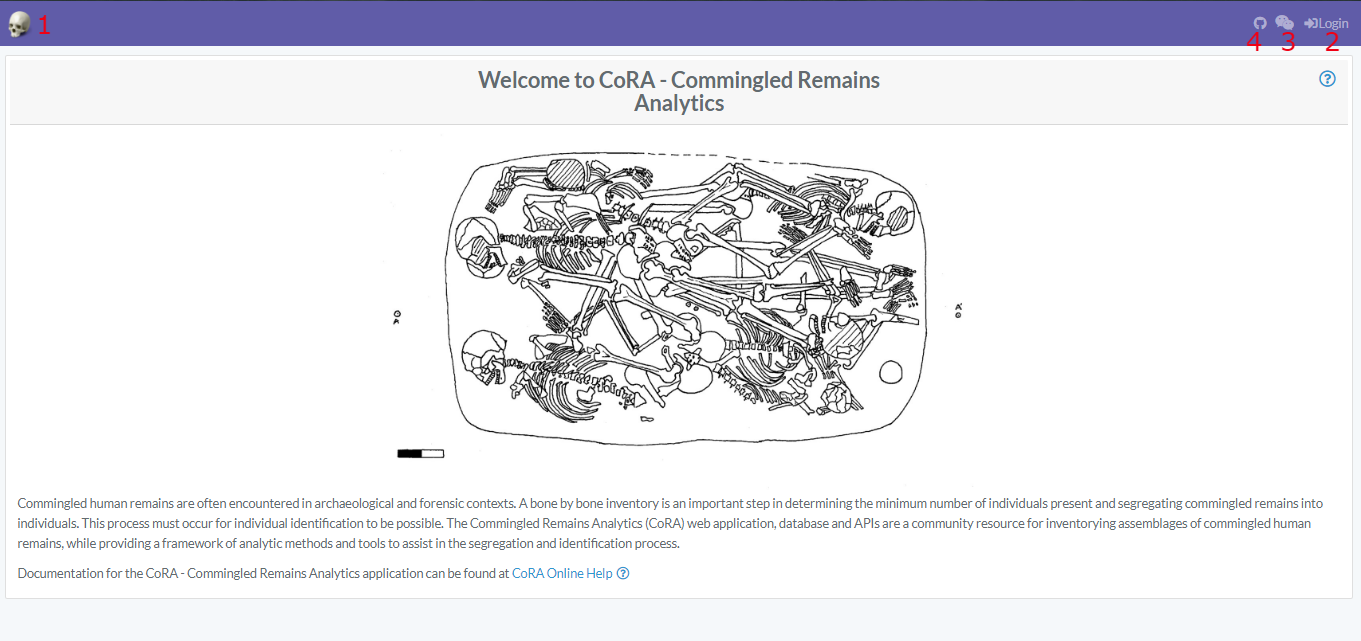 1
Login
4 3 2
Welcome to CoRA - Commingled Remains
Analytics
Commingled human remains are often encountered in archaeological and forensic contexts. A bone by bone inventory is an important step in determining the minimum number of individuals present and segregating commingled remains into
individuals. This process must occur for individual identification to be possible. The Commingled Remains Analytics (CoRA) web application, database and APIs are a community resource for inventorying assemblages of commingled human
remains, while providing a framework of analytic methods and tools to assist in the segregation and identification process.
Documentation for the CoRA - Commingled Remains Analytics application can be found at CoRA Online Help